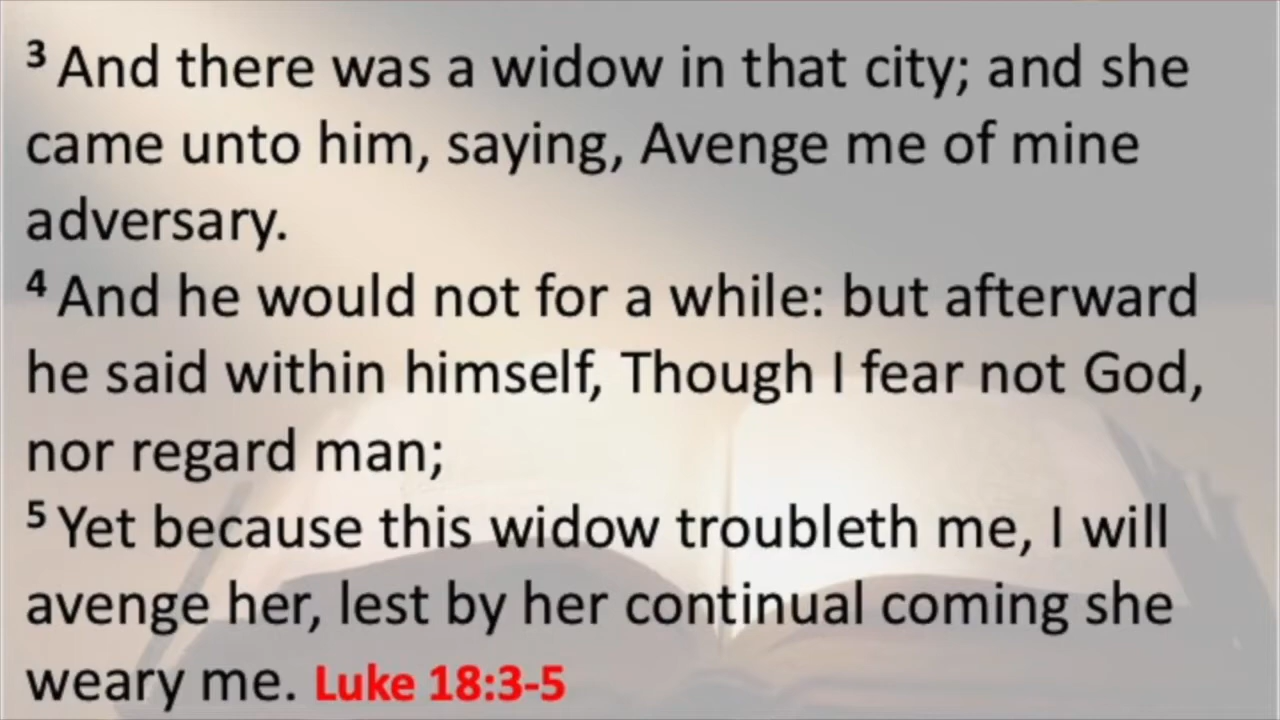 3 And there was a widow in that city; and she
came unto him, saying, Avenge me of mine
adversary.
4 And he would not for a while: but afterward
he said within himself, Though I fear not God,
nor regard man;
5 Yet because this widow troubleth me, I will
avenge her, lest by her continual coming she
weary me. Luke 18:3-5